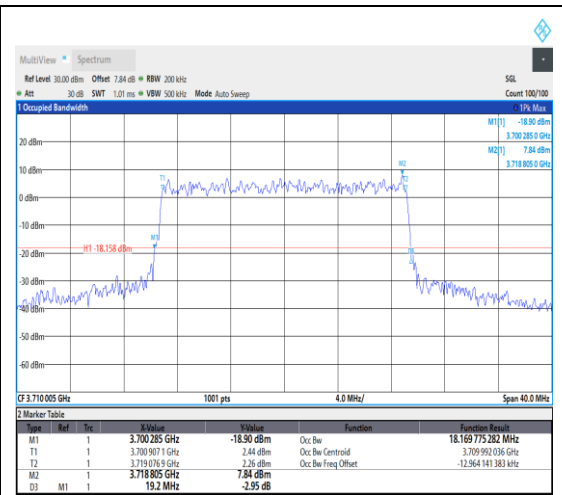 MultiView Spectrum
Ref Level 30.00 dBm Offset 7.84 dB RBW 200 kHz SGL
Att 30 dB SWT 1.01 ms VBW 500 kHz Mode Auto Sweep Count 100/100
1 Occupied Bandwidth 1Pk Max
M1[1] -18.90 dBm
3.700 285 0 GHz
M2[1] 7.84 dBm
3.718 805 0 GHz
20 dBm
10 dBm
M2
T1 T2
0 dBm
-10 dBm
M1
H1 -18.158 dBm
-20 dBm
-30 dBm
-40 dBm
-50 dBm
-60 dBm
CF 3.710 005 GHz 1001 pts 4.0 MHz/ Span 40.0 MHz
2 Marker Table
Type Ref Trc X-Value Y-Value Function Function Result
M1 1 3.700 285 GHz -18.90 dBm Occ Bw 18.169 775 282 MHz
T1 1 3.700 907 1 GHz 2.44 dBm Occ Bw Centroid 3.709 992 036 GHz
T2 1 3.719 076 9 GHz 2.26 dBm Occ Bw Freq Offset -12.964 141 383 kHz
M2 1 3.718 805 GHz 7.84 dBm
D3 M1 1 19.2 MHz -2.95 dB